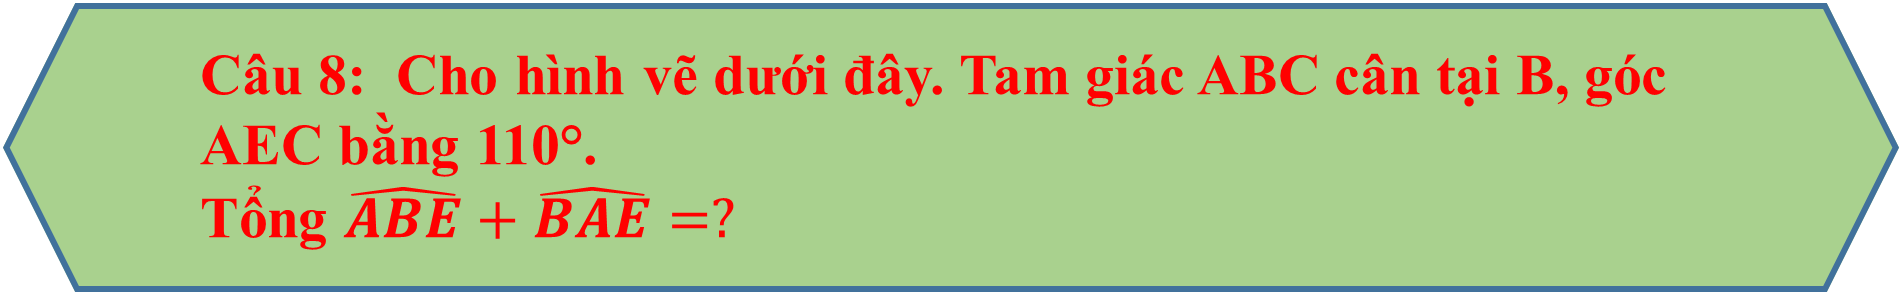 Câu 8: Cho hình vẽ dưới đây. Tam giác ABC cân tại B, góc
AEC bằng 110°.
Tổng $\widehat{ABE} + \widehat{BAE}$ =?